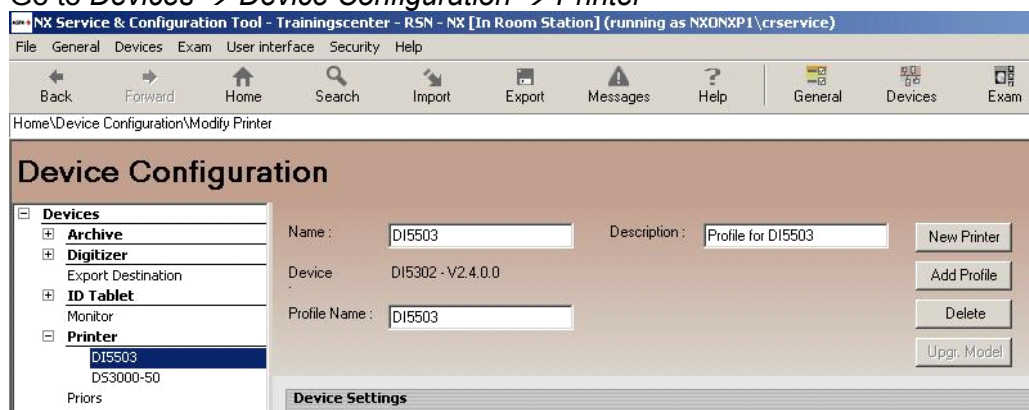 Go to Devices → Device Configuration → Printer
NX Service & Configuration Tool - Trainingscenter - RSN - NX [In Room Station] (running as NXONXP1\crservice)
File General Devices Exam User interface Security Help
Back Forward Home Search Import Export Messages Help General Devices Exam
Home\Device Configuration\Modify Printer
Device Configuration
Devices
Archive
Digitizer
Export Destination
ID Tablet
Monitor
Printer
DI5503
DS3000-50
Priors
Name : DI5503 Description : Profile for DI5503 New Printer
Device : DI5302 - V2.4.0.0 Add Profile
Profile Name : DI5503 Delete
Upgr. Model
Device Settings